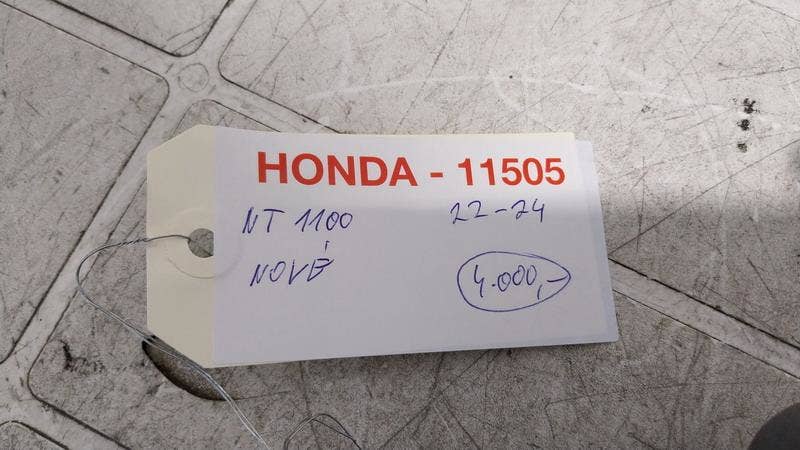 HONDA - 11505
NT 1100 22-24
NOVÉ 4.000,-